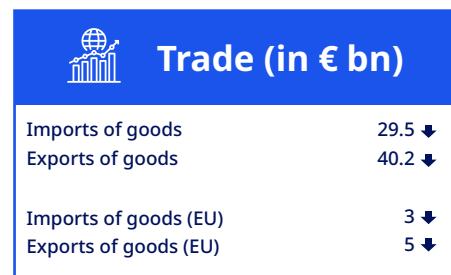 Trade (in € bn)
Imports of goods 29.5 🡇
Exports of goods 40.2 🡇
Imports of goods (EU) 3 🡇
Exports of goods (EU) 5 🡇